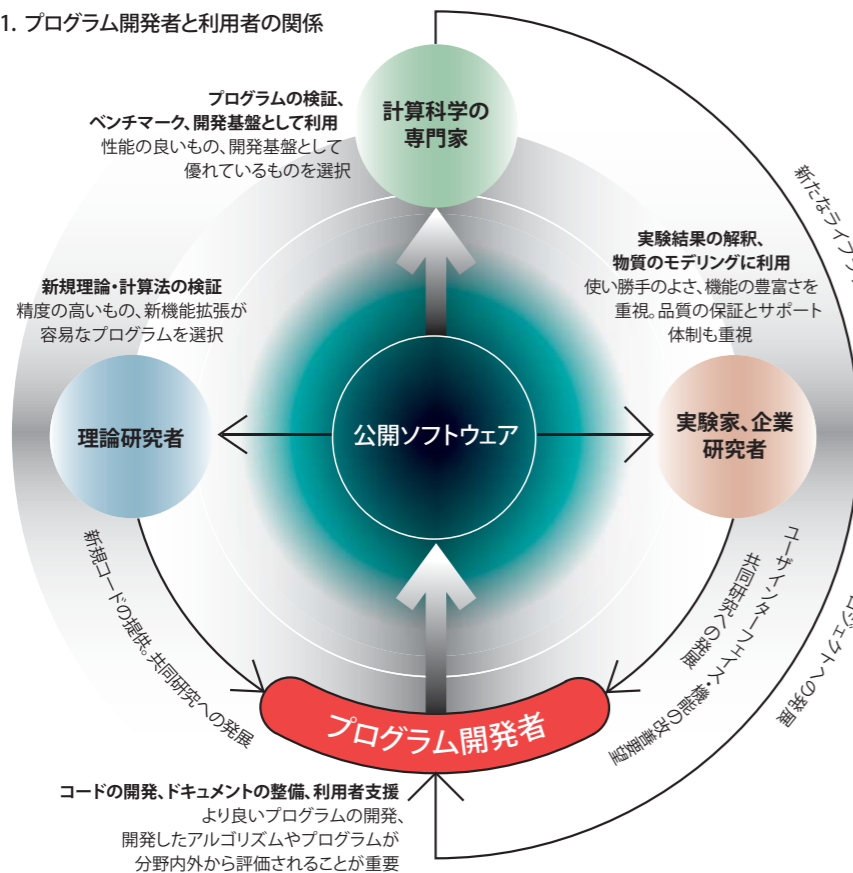 1. プログラム開発者と利用者の関係
プログラムの検証、
ベンチマーク、開発基盤として利用
性能の良いもの、開発基盤として
優れているものを選択
計算科学の
専門家
新たなライブラ
実験結果の解釈、
物質のモデリングに利用
使い勝手のよさ、機能の豊富さを
重視。品質の保証とサポート
体制も重視
新規理論・計算法の検証
精度の高いもの、新機能拡張が
容易なプログラムを選択
理論研究者
公開ソフトウェア
実験家、企業
研究者
新規コードの提供。共同研究への発展
ユーザインターフェイス・機能の改善要望
共同研究への発展
ロジェクトへの発展
プログラム開発者
コードの開発、ドキュメントの整備、利用者支援
より良いプログラムの開発、
開発したアルゴリズムやプログラムが
分野内外から評価されることが重要